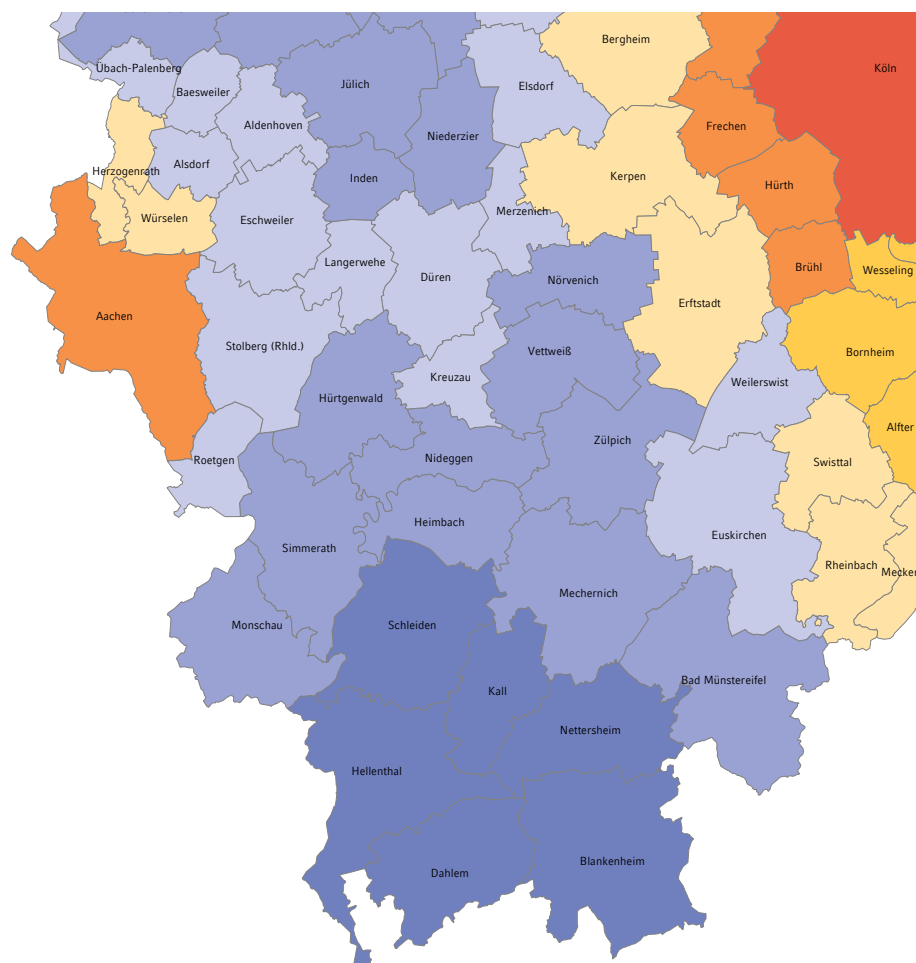 Bergheim
Köln
Übach-Palenberg
Jülich
Elsdorf
Baesweiler
Aldenhoven
Frechen
Niederzier
Alsdorf
Herzogenrath
Inden
Kerpen
Hürth
Merzenich
Würselen
Eschweiler
Langerwehe
Düren
Nörvenich
Brühl
Wesseling
Erftstadt
Aachen
Stolberg (Rhld.)
Vettweiß
Bornheim
Kreuzau
Weilerswist
Hürtgenwald
Alfter
Zülpich
Roetgen
Nideggen
Swisttal
Heimbach
Euskirchen
Simmerath
Rheinbach
Mecker
Mechernich
Monschau
Schleiden
Bad Münstereifel
Kall
Nettersheim
Hellenthal
Blankenheim
Dahlem